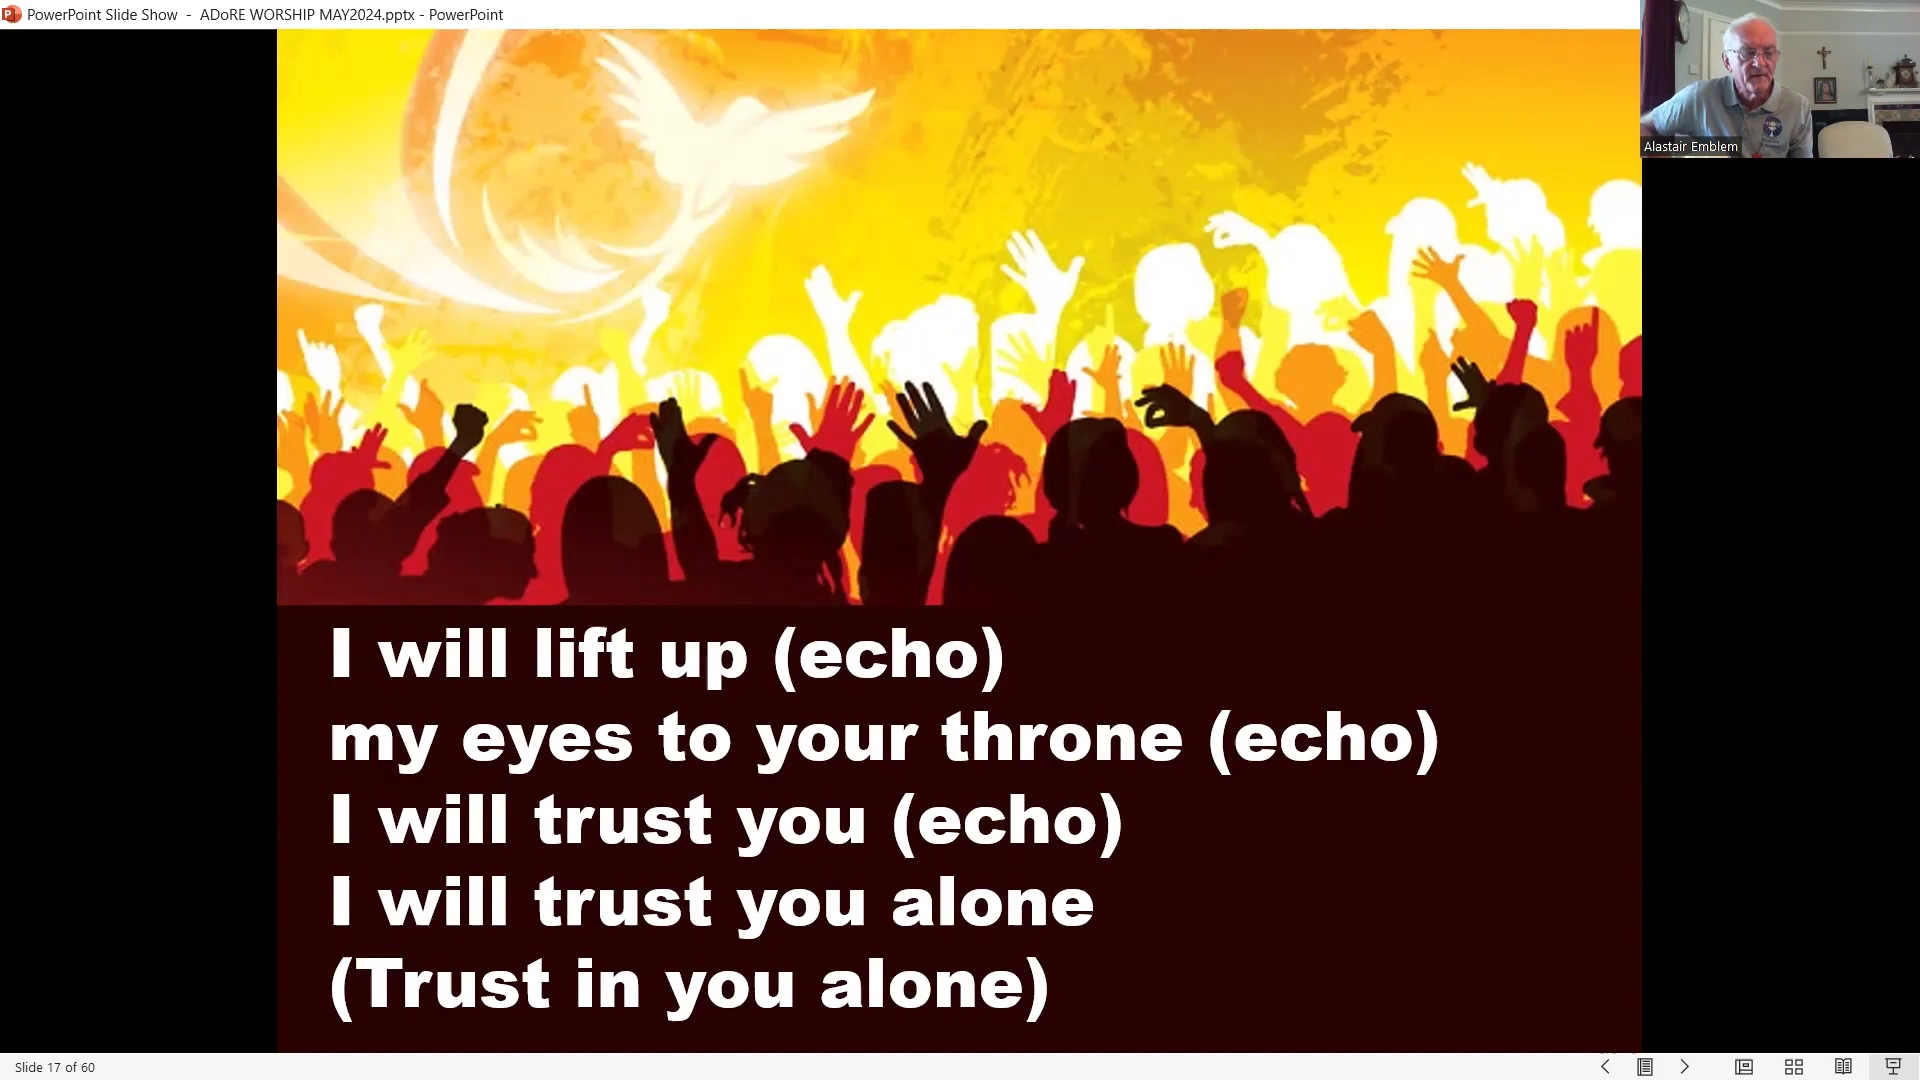 PowerPoint Slide Show - ADoRE WORSHIP MAY2024.pptx - PowerPoint
Alastair Emblem
I will lift up (echo)
my eyes to your throne (echo)
I will trust you (echo)
I will trust you alone
(Trust in you alone)
Slide 17 of 60